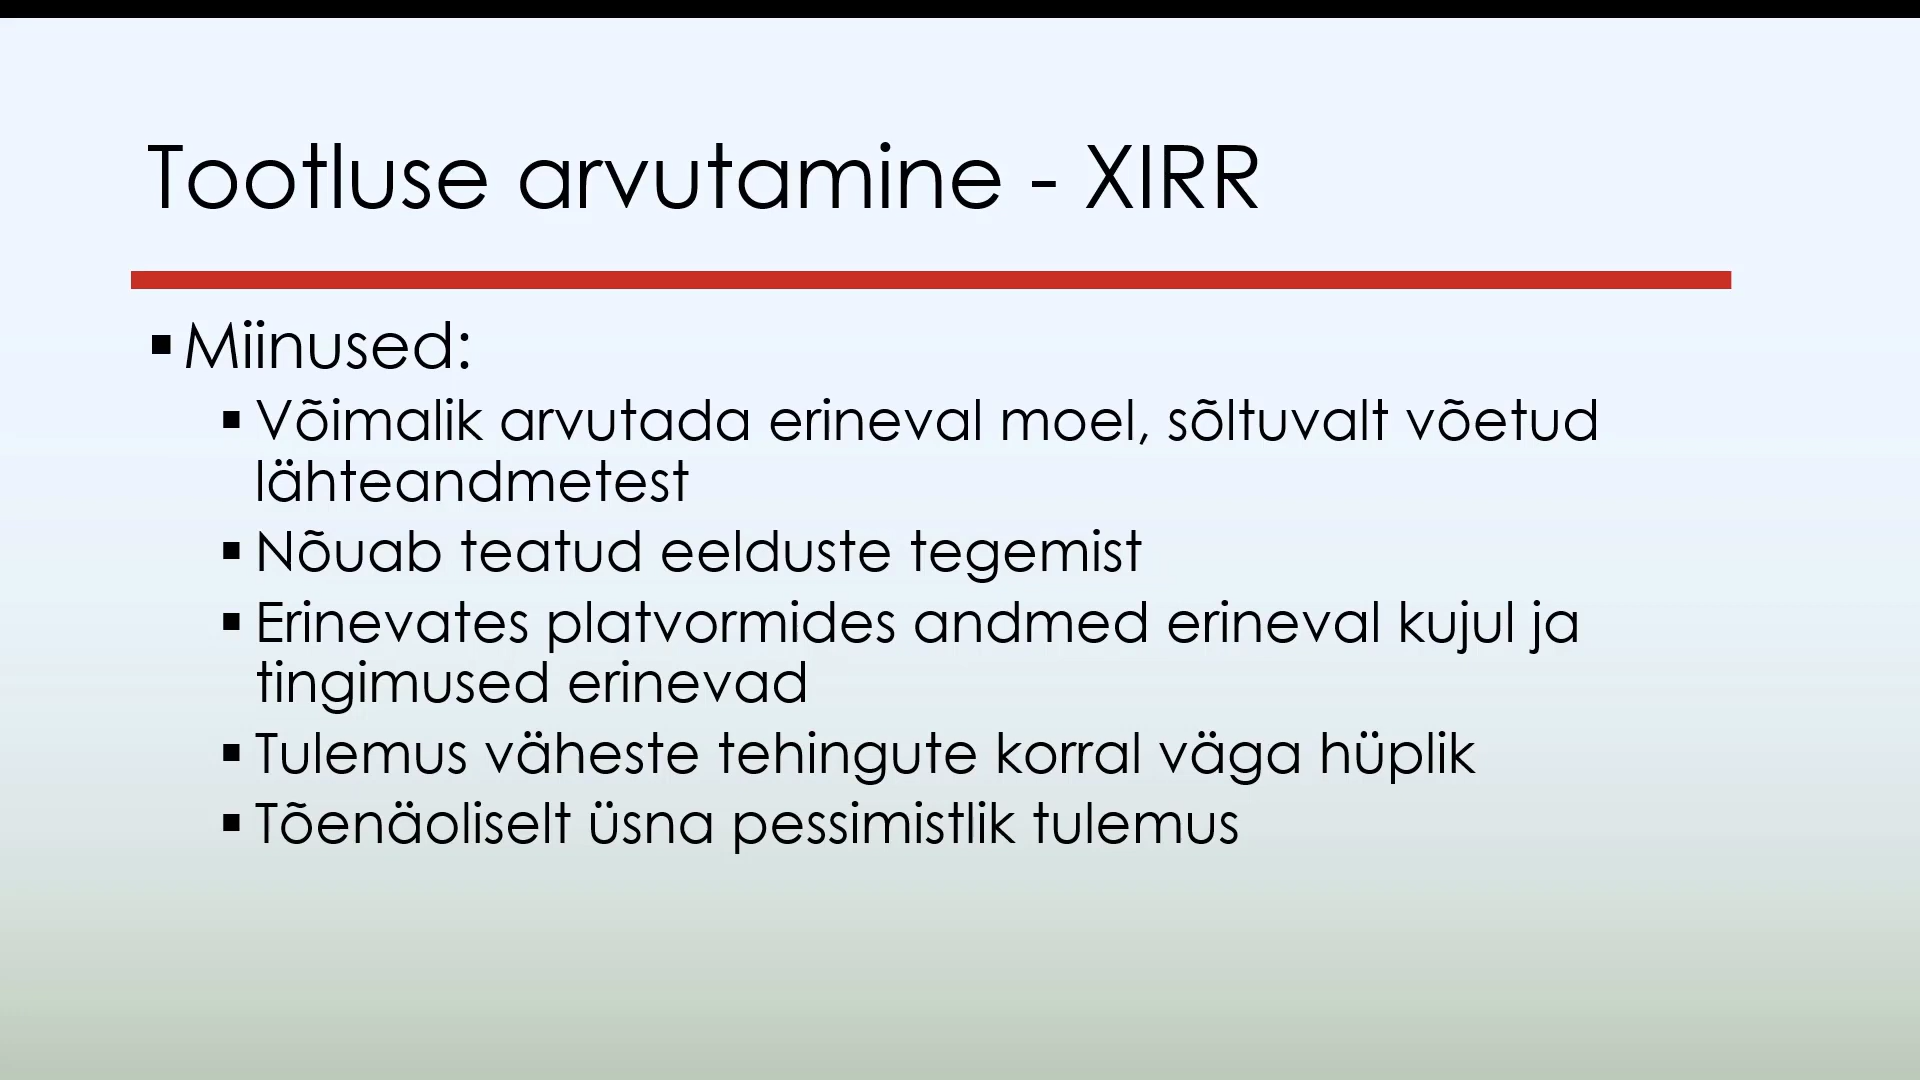 Tootluse arvutamine - XIRR
▪ Miinused:
▪ Võimalik arvutada erineval moel, sõltuvalt võetud
lähteandmetest
▪ Nõuab teatud eelduste tegemist
▪ Erinevates platvormides andmed erineval kujul ja
tingimused erinevad
▪ Tulemus väheste tehingute korral väga hüplik
▪ Tõenäoliselt üsna pessimistlik tulemus